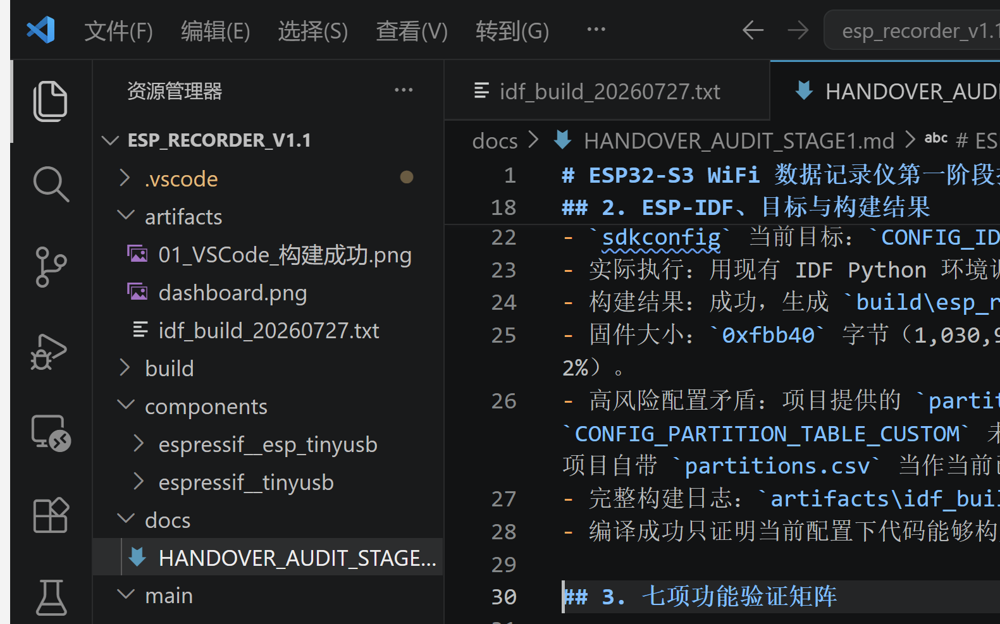 文件(F) 编辑(E) 选择(S) 查看(V) 转到(G) ··· esp_recorder_v1.1
资源管理器 ···
ESP_RECORDER_V1.1
.vscode
artifacts
01_VSCode_构建成功.png
dashboard.png
idf_build_20260727.txt
build
components
espressif__esp_tinyusb
espressif__tinyusb
docs
HANDOVER_AUDIT_STAGE...
main
idf_build_20260727.txt HANDOVER_AUDI
docs > HANDOVER_AUDIT_STAGE1.md > abc # ES
1 # ESP32-S3 WiFi 数据记录仪第一阶段
18 ## 2. ESP-IDF、目标与构建结果
22 - `sdkconfig` 当前目标：`CONFIG_ID
23 - 实际执行：用现有 IDF Python 环境
24 - 构建结果：成功，生成 `build\esp_r
25 - 固件大小：`0xfbb40` 字节（1,030,9
2%）。
26 - 高风险配置矛盾：项目提供的 `partit
`CONFIG_PARTITION_TABLE_CUSTOM` 未
项目自带 `partitions.csv` 当作当前已
27 - 完整构建日志：`artifacts\idf_buil
28 - 编译成功只证明当前配置下代码能够构
29
30 ## 3. 七项功能验证矩阵